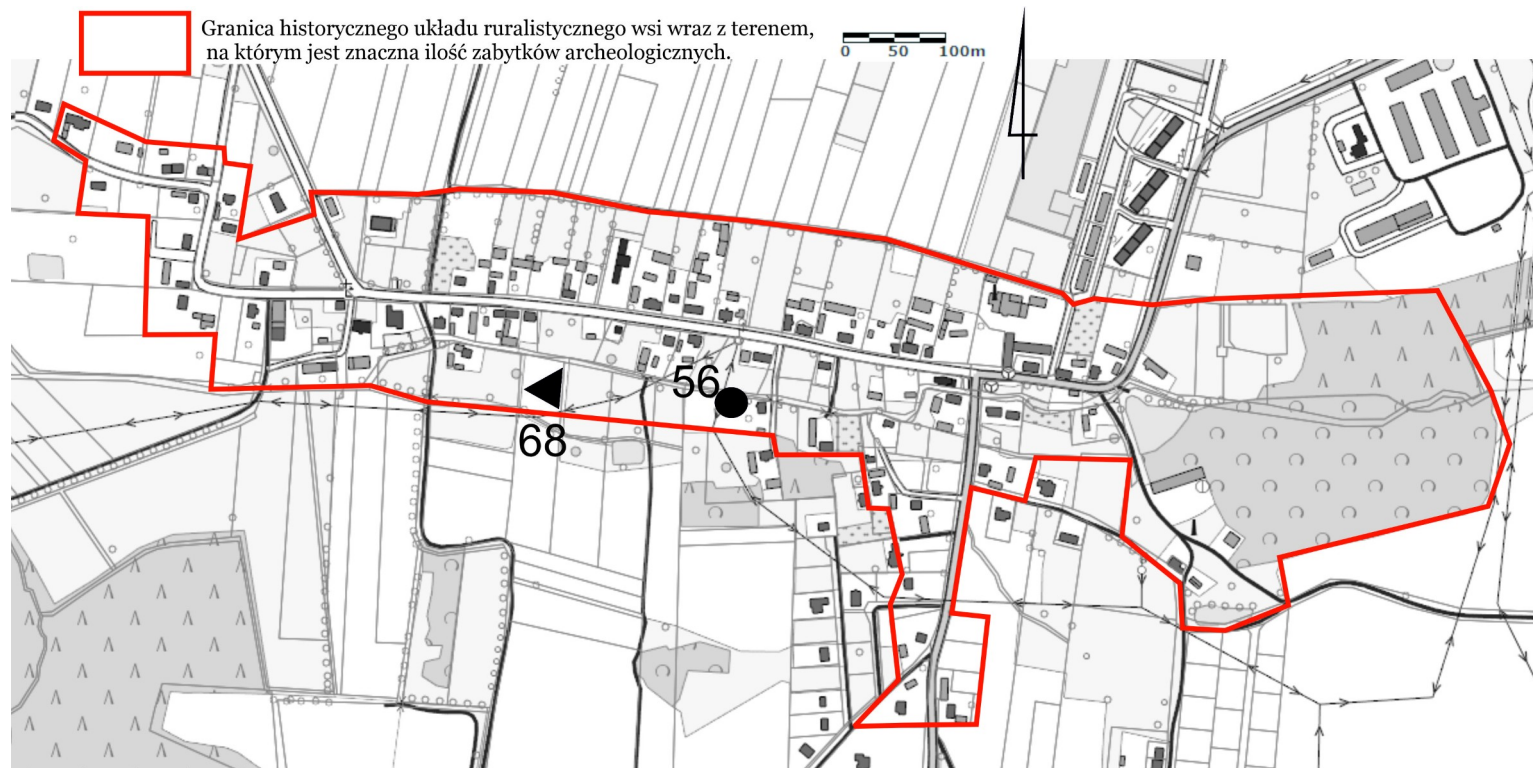 Granica historycznego układu ruralistycznego wsi wraz z terenem,
na którym jest znaczna ilość zabytków archeologicznych.
0 50 100m
56
68